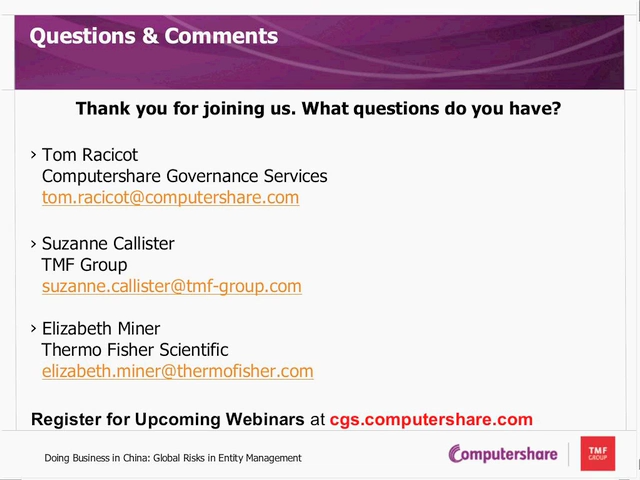 Questions & Comments
Thank you for joining us. What questions do you have?
› Tom Racicot
Computershare Governance Services
tom.racicot@computershare.com
› Suzanne Callister
TMF Group
suzanne.callister@tmf-group.com
› Elizabeth Miner
Thermo Fisher Scientific
elizabeth.miner@thermofisher.com
Register for Upcoming Webinars at cgs.computershare.com
Doing Business in China: Global Risks in Entity Management
Computershare
TMF
GROUP